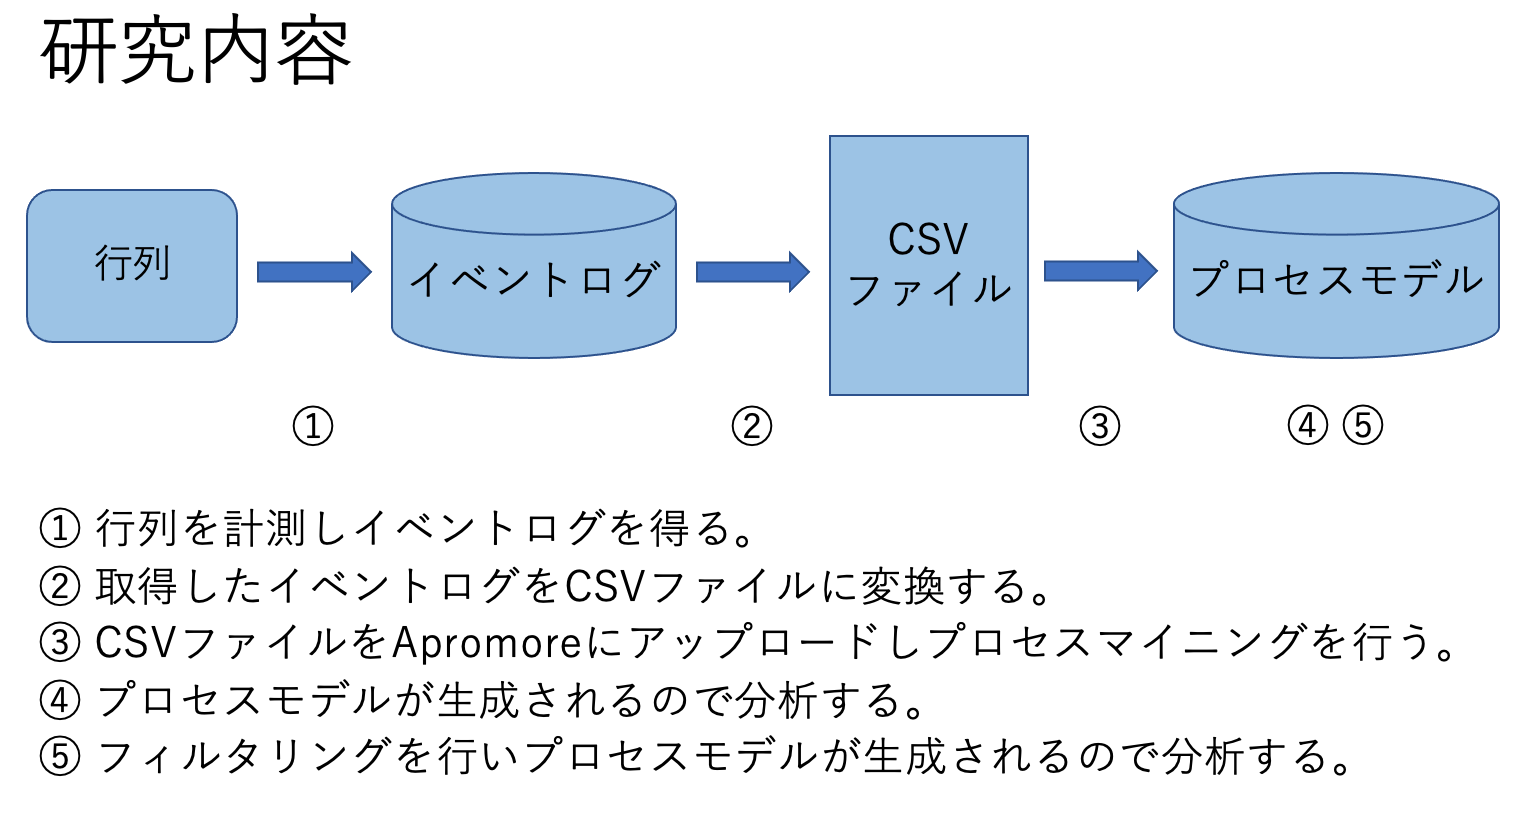 研究内容
行列
イベントログ
CSV
ファイル
プロセスモデル
①
②
③
④ ⑤
① 行列を計測しイベントログを得る。
② 取得したイベントログをCSVファイルに変換する。
③ CSVファイルをApromoreにアップロードしプロセスマイニングを行う。
④ プロセスモデルが生成されるので分析する。
⑤ フィルタリングを行いプロセスモデルが生成されるので分析する。